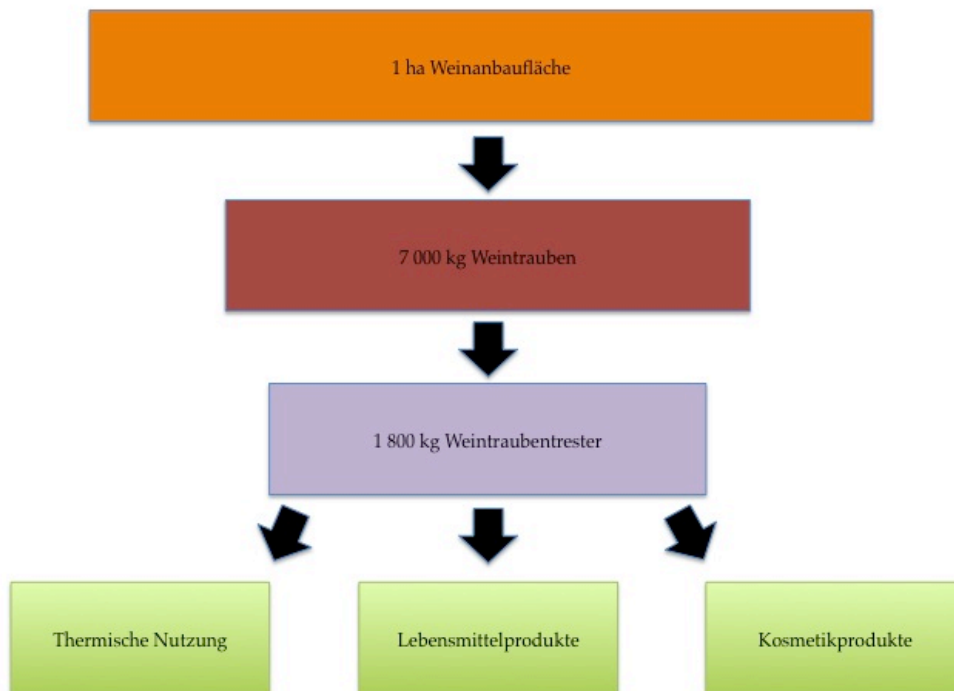 1 ha Weinanbaufläche
7 000 kg Weintrauben
1 800 kg Weintraubentrester
Thermische Nutzung
Lebensmittelprodukte
Kosmetikprodukte